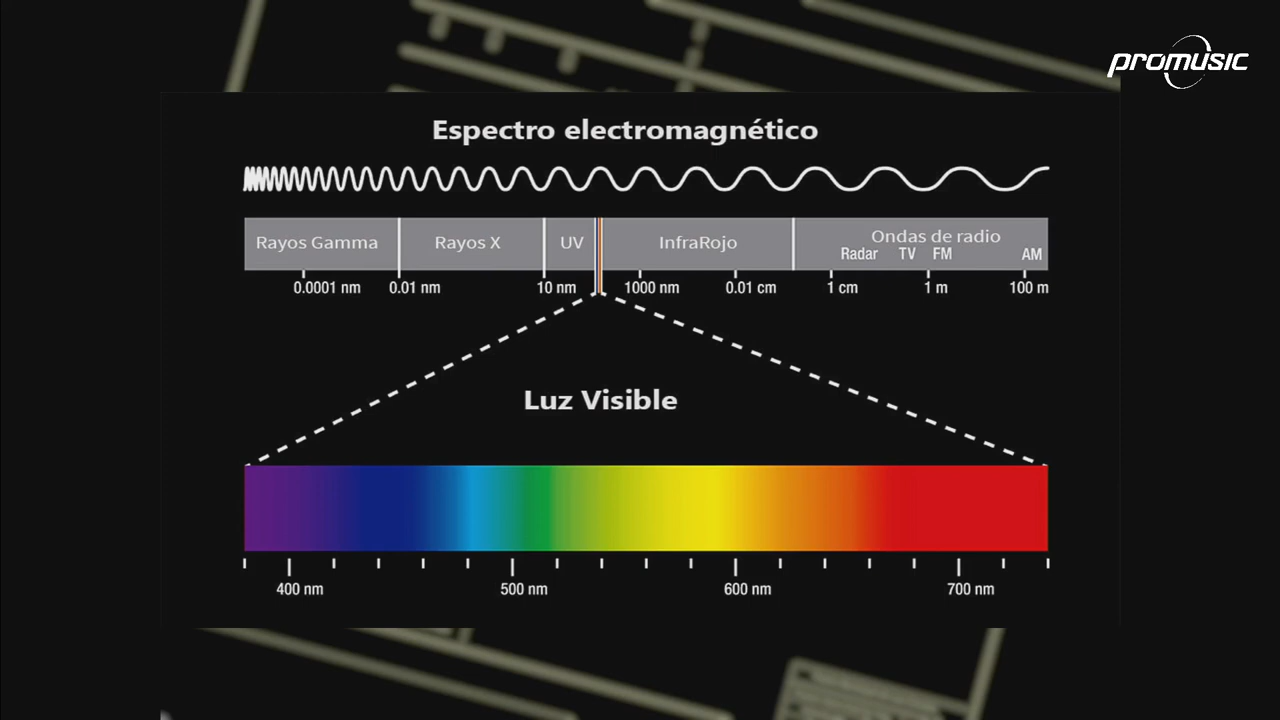 promusic
Espectro electromagnético
Rayos Gamma Rayos X UV InfraRojo Ondas de radio
Radar TV FM AM
0.0001 nm 0.01 nm 10 nm 1000 nm 0.01 cm 1 cm 1 m 100 m
Luz Visible
400 nm 500 nm 600 nm 700 nm